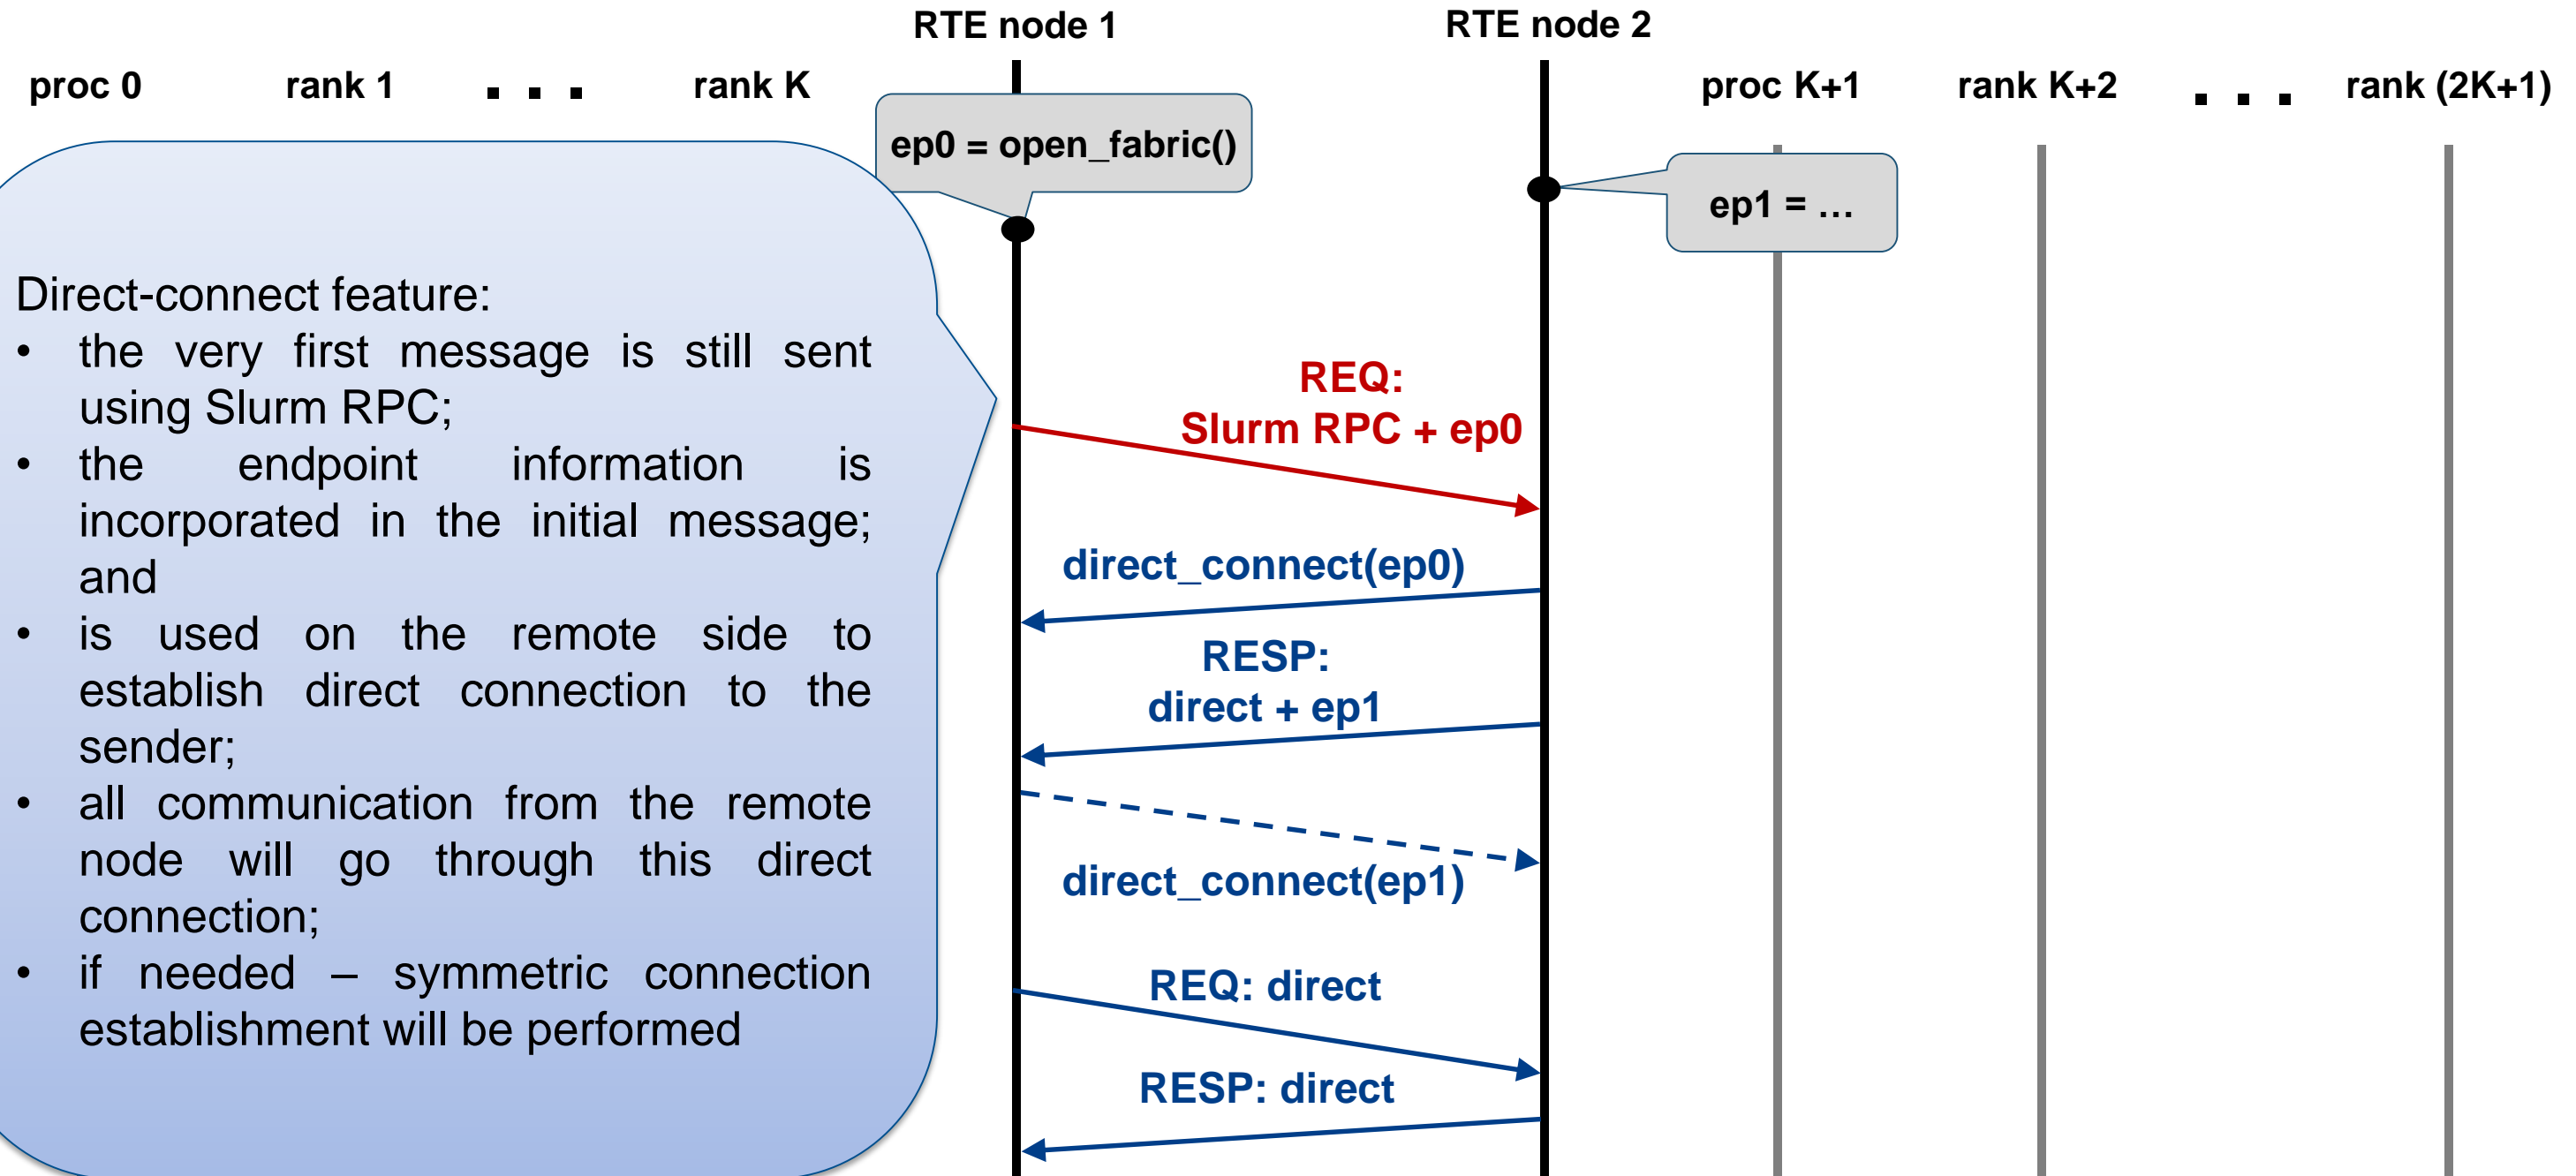 RTE node 1
RTE node 2
proc 0
rank 1
. . .
rank K
proc K+1
rank K+2
. . .
rank (2K+1)
ep0 = open_fabric()
ep1 = …
Direct-connect feature:
• the very first message is still sent
using Slurm RPC;
• the endpoint information is
incorporated in the initial message;
and
• is used on the remote side to
establish direct connection to the
sender;
• all communication from the remote
node will go through this direct
connection;
• if needed – symmetric connection
establishment will be performed
REQ:
Slurm RPC + ep0
direct_connect(ep0)
RESP:
direct + ep1
direct_connect(ep1)
REQ: direct
RESP: direct